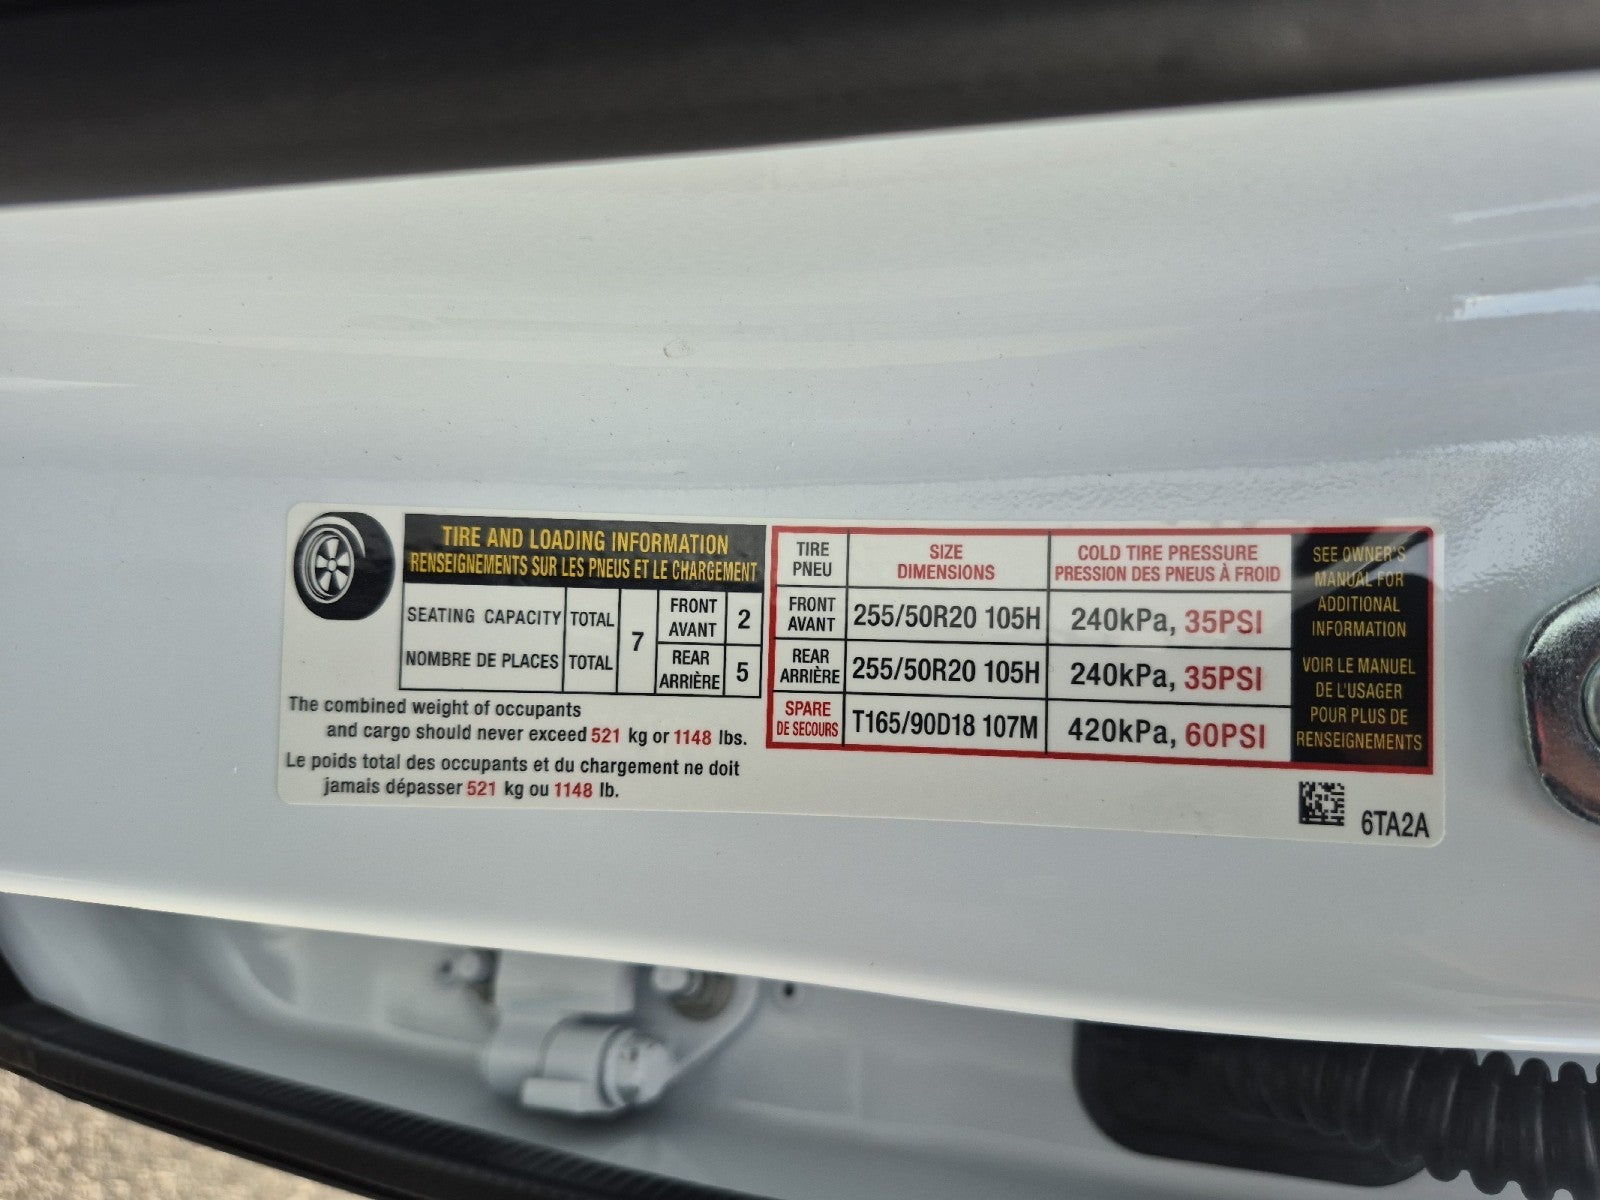 TIRE AND LOADING INFORMATION
RENSEIGNEMENTS SUR LES PNEUS ET LE CHARGEMENT
SEATING CAPACITY TOTAL
NOMBRE DE PLACES TOTAL
7
FRONT
AVANT
2
REAR
ARRIÈRE
5
The combined weight of occupants
and cargo should never exceed 521 kg or 1148 lbs.
Le poids total des occupants et du chargement ne doit
jamais dépasser 521 kg ou 1148 lb.
TIRE
PNEU
SIZE
DIMENSIONS
COLD TIRE PRESSURE
PRESSION DES PNEUS À FROID
FRONT
AVANT
255/50R20 105H
240kPa, 35PSI
REAR
ARRIÈRE
255/50R20 105H
240kPa, 35PSI
SPARE
DE SECOURS
T165/90D18 107M
420kPa, 60PSI
SEE OWNER'S
MANUAL FOR
ADDITIONAL
INFORMATION
VOIR LE MANUEL
DE L'USAGER
POUR PLUS DE
RENSEIGNEMENTS
6TA2A